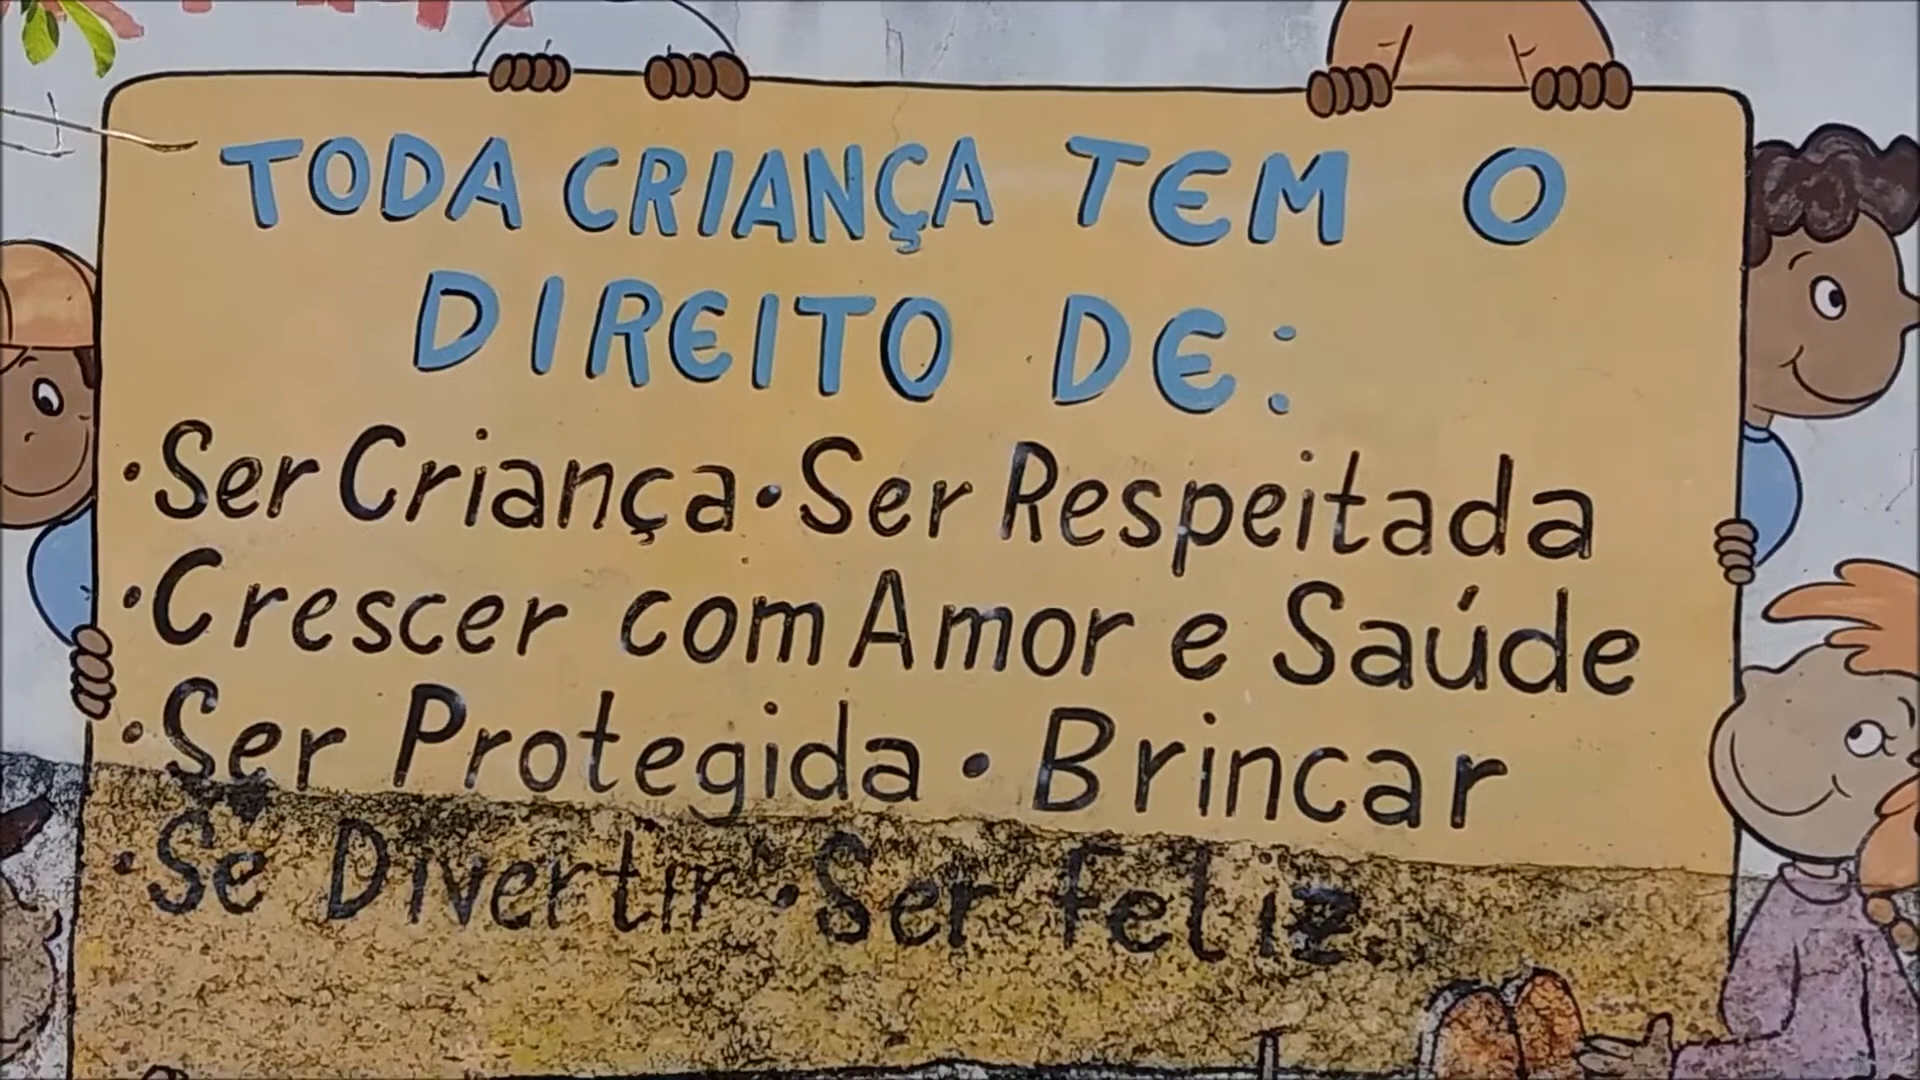 TODA CRIANÇA TEM O
DIREITO DE:
·Ser Criança·Ser Respeitada
·Crescer com Amor e Saúde
·Ser Protegida·Brincar
·Se Divertir·Ser Feliz.